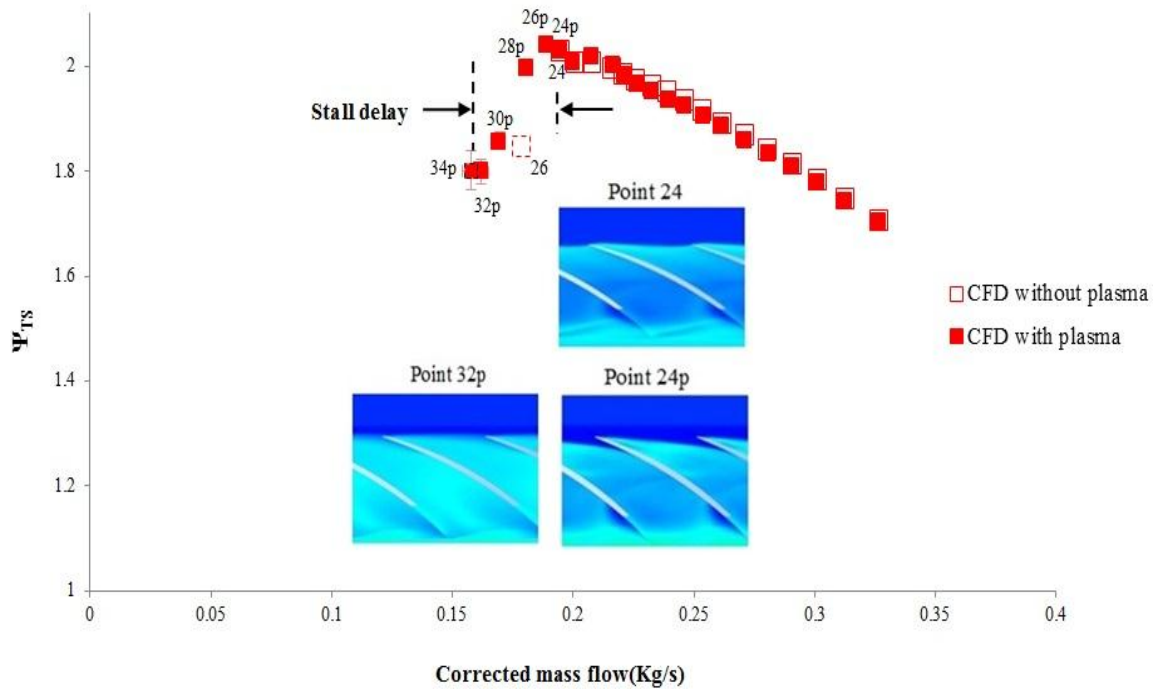 26p
24p
28p
24
2
Stall delay
30p
26
34p
32p
1.8
Point 24
1.6
CFD without plasma
CFD with plasma
ΨTS
1.4
Point 32p
Point 24p
1.2
1
0 0.05 0.1 0.15 0.2 0.25 0.3 0.35 0.4
Corrected mass flow(Kg/s)